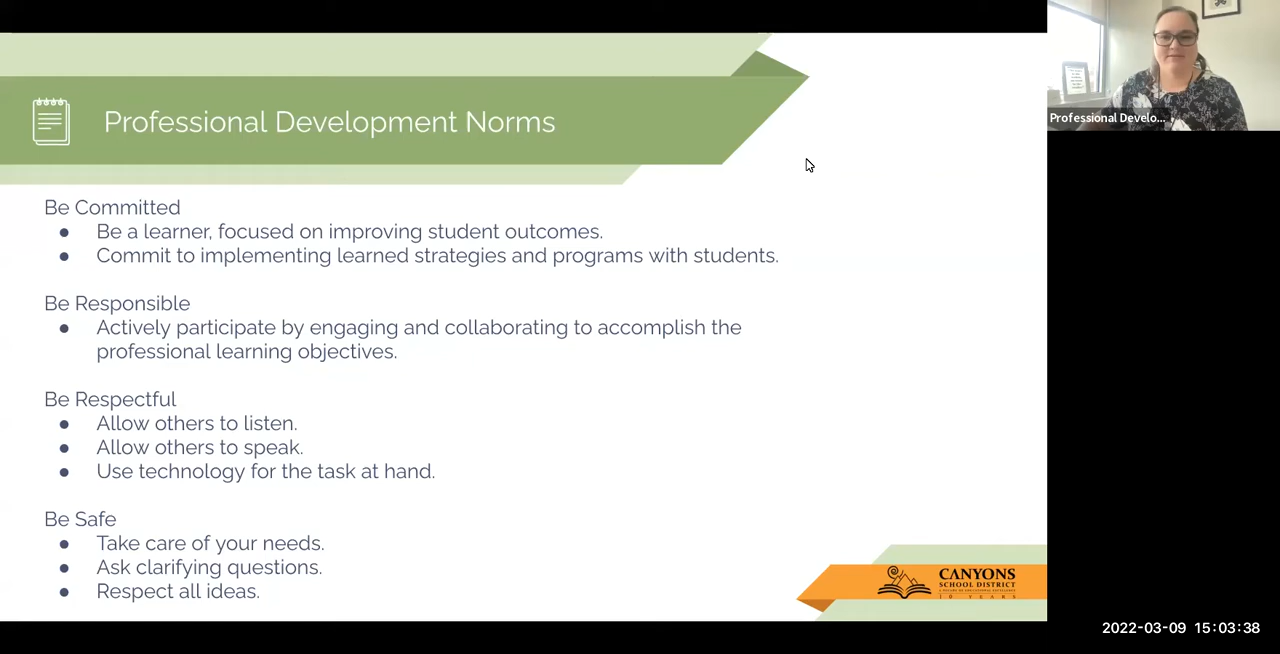 Professional Development Norms
Professional Develo...
Be Committed
● Be a learner, focused on improving student outcomes.
● Commit to implementing learned strategies and programs with students.
Be Responsible
● Actively participate by engaging and collaborating to accomplish the
professional learning objectives.
Be Respectful
● Allow others to listen.
● Allow others to speak.
● Use technology for the task at hand.
Be Safe
● Take care of your needs.
● Ask clarifying questions.
● Respect all ideas.
CANYONS
SCHOOL DISTRICT
10 YEARS
2022-03-09 15:03:38